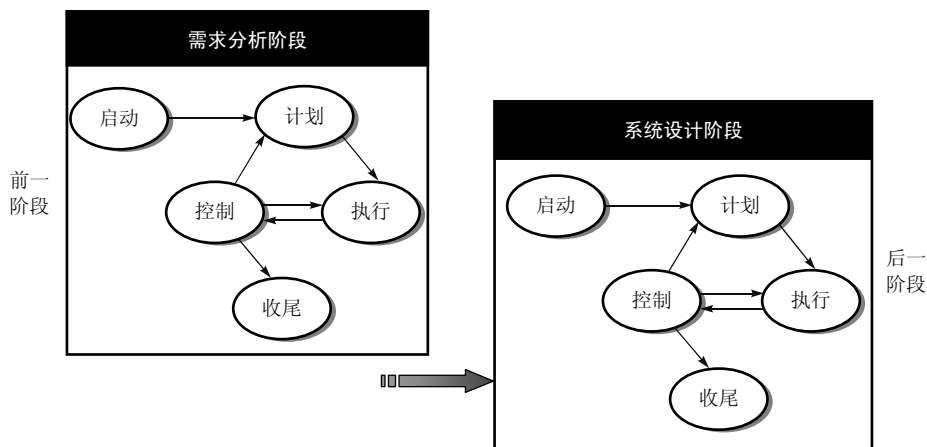 需求分析阶段
启动
计划
前一
阶段
控制
执行
收尾
系统设计阶段
启动
计划
后一
阶段
控制
执行
收尾